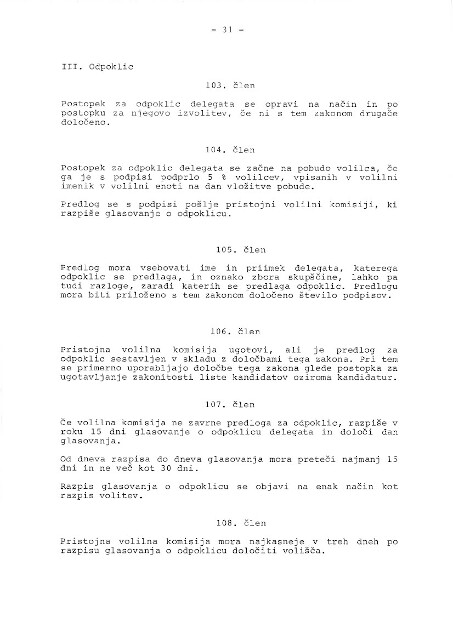 - 31 -
III. Odpoklic
103. člen
Postopek za odpoklic delegata se opravi na način in po
postopku za njegovo izvolitev, če ni s tem zakonom drugače
določeno.
104. člen
Postopek za odpoklic delegata se začne na pobudo volilca, če
ga je s podpisi podprlo 5 % volilcev, vpisanih v volilni
imenik v volilni enoti na dan vložitve pobude.
Predlog se s podpisi pošlje pristojni volilni komisiji, ki
razpiše glasovanje o odpoklicu.
105. člen
Predlog mora vsebovati ime in priimek delegata, katerega
odpoklic se predlaga, in oznako zbora skupščine, lahko pa
tudi razloge, zaradi katerih se predlaga odpoklic. Predlogu
mora biti priloženo s tem zakonom določeno število podpisov.
106. člen
Pristojna volilna komisija ugotovi, ali je predlog za
odpoklic sestavljen v skladu z določbami tega zakona. Pri tem
se primerno uporabljajo določbe tega zakona glede postopka za
ugotavljanje zakonitosti liste kandidatov oziroma kandidatur.
107. člen
Če volilna komisija ne zavrne predloga za odpoklic, razpiše v
roku 15 dni glasovanje o odpoklicu delegata in določi dan
glasovanja.
Od dneva razpisa do dneva glasovanja mora preteči najmanj 15
dni in ne več kot 30 dni.
Razpis glasovanja o odpoklicu se objavi na enak način kot
razpis volitev.
108. člen
Pristojna volilna komisija mora najkasneje v treh dneh po
razpisu glasovanja o odpoklicu določiti volišča.